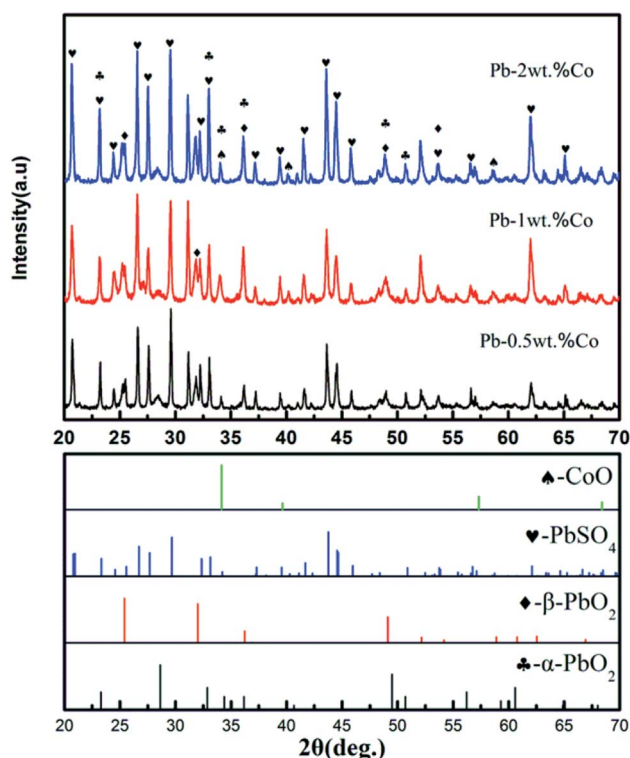 Intensity(a.u)
Pb-2wt.%Co
Pb-1wt.%Co
Pb-0.5wt.%Co
20 25 30 35 40 45 50 55 60 65 70
♠-CoO
♥-PbSO₄
♦-β-PbO₂
♣-α-PbO₂
20 25 30 35 40 45 50 55 60 65 70
2θ(deg.)